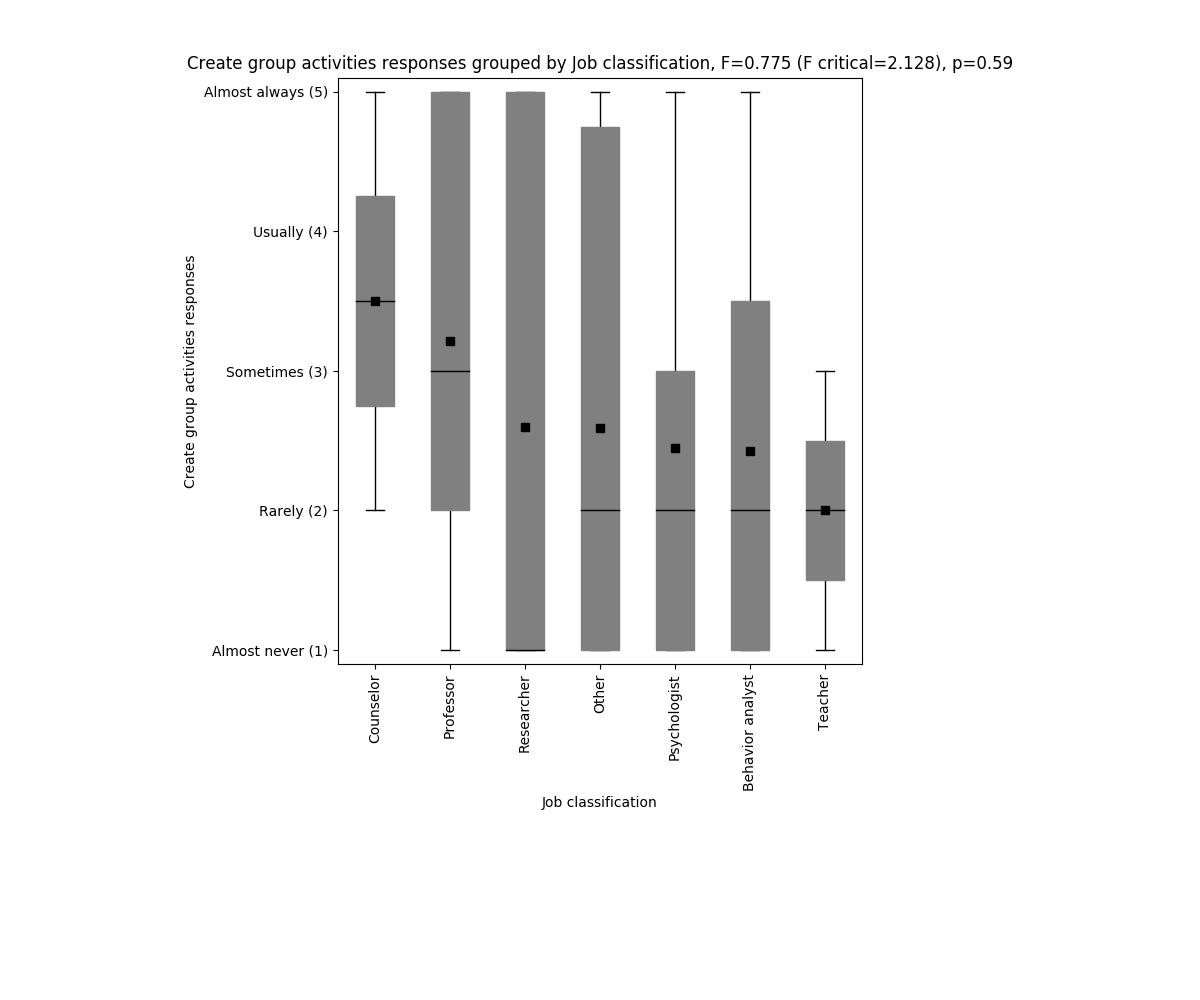 Create group activities responses grouped by Job classification, F=0.775 (F critical=2.128), p=0.59
Almost always (5)
Usually (4)
Sometimes (3)
Rarely (2)
Almost never (1)
Create group activities responses
Counselor
Professor
Researcher
Other
Psychologist
Behavior analyst
Teacher
Job classification